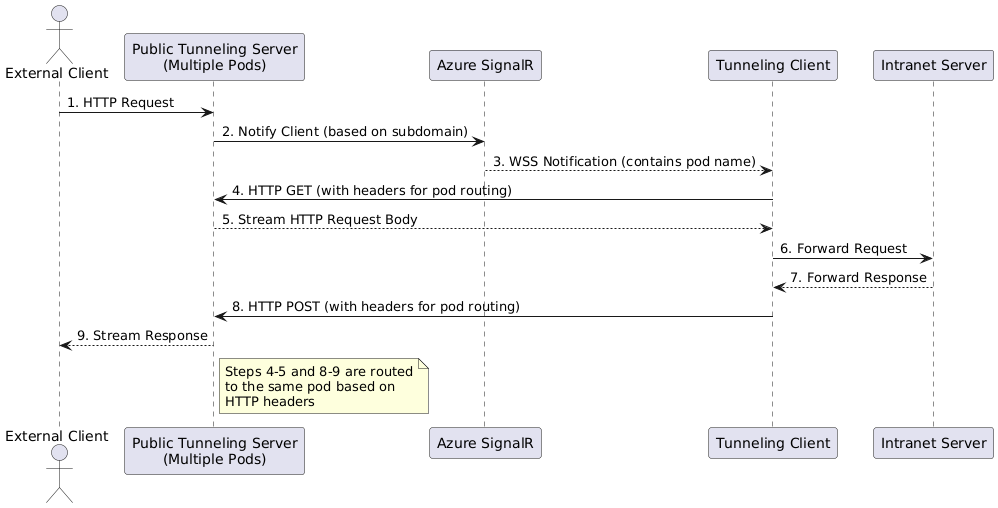 External Client
Public Tunneling Server
(Multiple Pods)
Azure SignalR
Tunneling Client
Intranet Server
1. HTTP Request
2. Notify Client (based on subdomain)
3. WSS Notification (contains pod name)
4. HTTP GET (with headers for pod routing)
5. Stream HTTP Request Body
6. Forward Request
7. Forward Response
8. HTTP POST (with headers for pod routing)
9. Stream Response
Steps 4-5 and 8-9 are routed
to the same pod based on
HTTP headers
External Client
Public Tunneling Server
(Multiple Pods)
Azure SignalR
Tunneling Client
Intranet Server